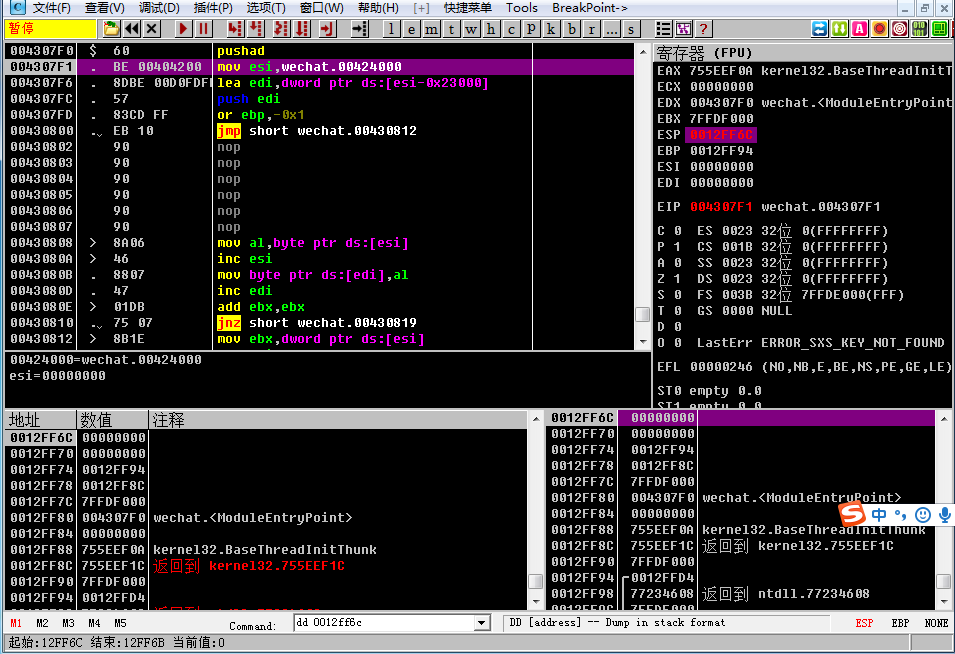 C 文件(F) 查看(V) 调试(D) 插件(P) 选项(T) 窗口(W) 帮助(H) [+] 快捷菜单 Tools BreakPoint->
暂停 l e m t w h c p k b r ... s ?
004307F0 $ 60 pushad
004307F1 . BE 00404200 mov esi,wechat.00424000
004307F6 . 8DBE 00D0FDFF lea edi,dword ptr ds:[esi-0x23000]
004307FC . 57 push edi
004307FD . 83CD FF or ebp,-0x1
00430800 . EB 10 jmp short wechat.00430812
00430802 90 nop
00430803 90 nop
00430804 90 nop
00430805 90 nop
00430806 90 nop
00430807 90 nop
00430808 > 8A06 mov al,byte ptr ds:[esi]
0043080A > 46 inc esi
0043080B . 8807 mov byte ptr ds:[edi],al
0043080D . 47 inc edi
0043080E > 01DB add ebx,ebx
00430810 . 75 07 jnz short wechat.00430819
00430812 > 8B1E mov ebx,dword ptr ds:[esi]
00424000=wechat.00424000
esi=00000000
寄存器 (FPU)
EAX 755EEF0A kernel32.BaseThreadInitT
ECX 00000000
EDX 004307F0 wechat.<ModuleEntryPoint
EBX 7FFDF000
ESP 0012FF6C
EBP 0012FF94
ESI 00000000
EDI 00000000
EIP 004307F1 wechat.004307F1
C 0 ES 0023 32位 0(FFFFFFFF)
P 1 CS 001B 32位 0(FFFFFFFF)
A 0 SS 0023 32位 0(FFFFFFFF)
Z 1 DS 0023 32位 0(FFFFFFFF)
S 0 FS 003B 32位 7FFDE000(FFF)
T 0 GS 0000 NULL
D 0
O 0 LastErr ERROR_SXS_KEY_NOT_FOUND
EFL 00000246 (NO,NB,E,BE,NS,PE,GE,LE)
ST0 empty 0.0
ST1 empty 0.0
地址 数值 注释
0012FF6C 00000000
0012FF70 00000000
0012FF74 0012FF94
0012FF78 0012FF8C
0012FF7C 7FFDF000
0012FF80 004307F0 wechat.<ModuleEntryPoint>
0012FF84 00000000
0012FF88 755EEF0A kernel32.BaseThreadInitThunk
0012FF8C 755EEF1C 返回到 kernel32.755EEF1C
0012FF90 7FFDF000
0012FF94 0012FFD4
0012FF6C 00000000
0012FF70 00000000
0012FF74 0012FF94
0012FF78 0012FF8C
0012FF7C 7FFDF000
0012FF80 004307F0 wechat.<ModuleEntryPoint>
0012FF84 00000000
0012FF88 755EEF0A kernel32.BaseThreadInitThunk
0012FF8C 755EEF1C 返回到 kernel32.755EEF1C
0012FF90 7FFDF000
0012FF94 0012FFD4
0012FF98 77234608 返回到 ntdll.77234608
0012FF9C 7FFDF000
S 中 °,
M1 M2 M3 M4 M5 Command: dd 0012ff6c DD [address] -- Dump in stack format ESP EBP NONE
起始:12FF6C 结束:12FF6B 当前值:0